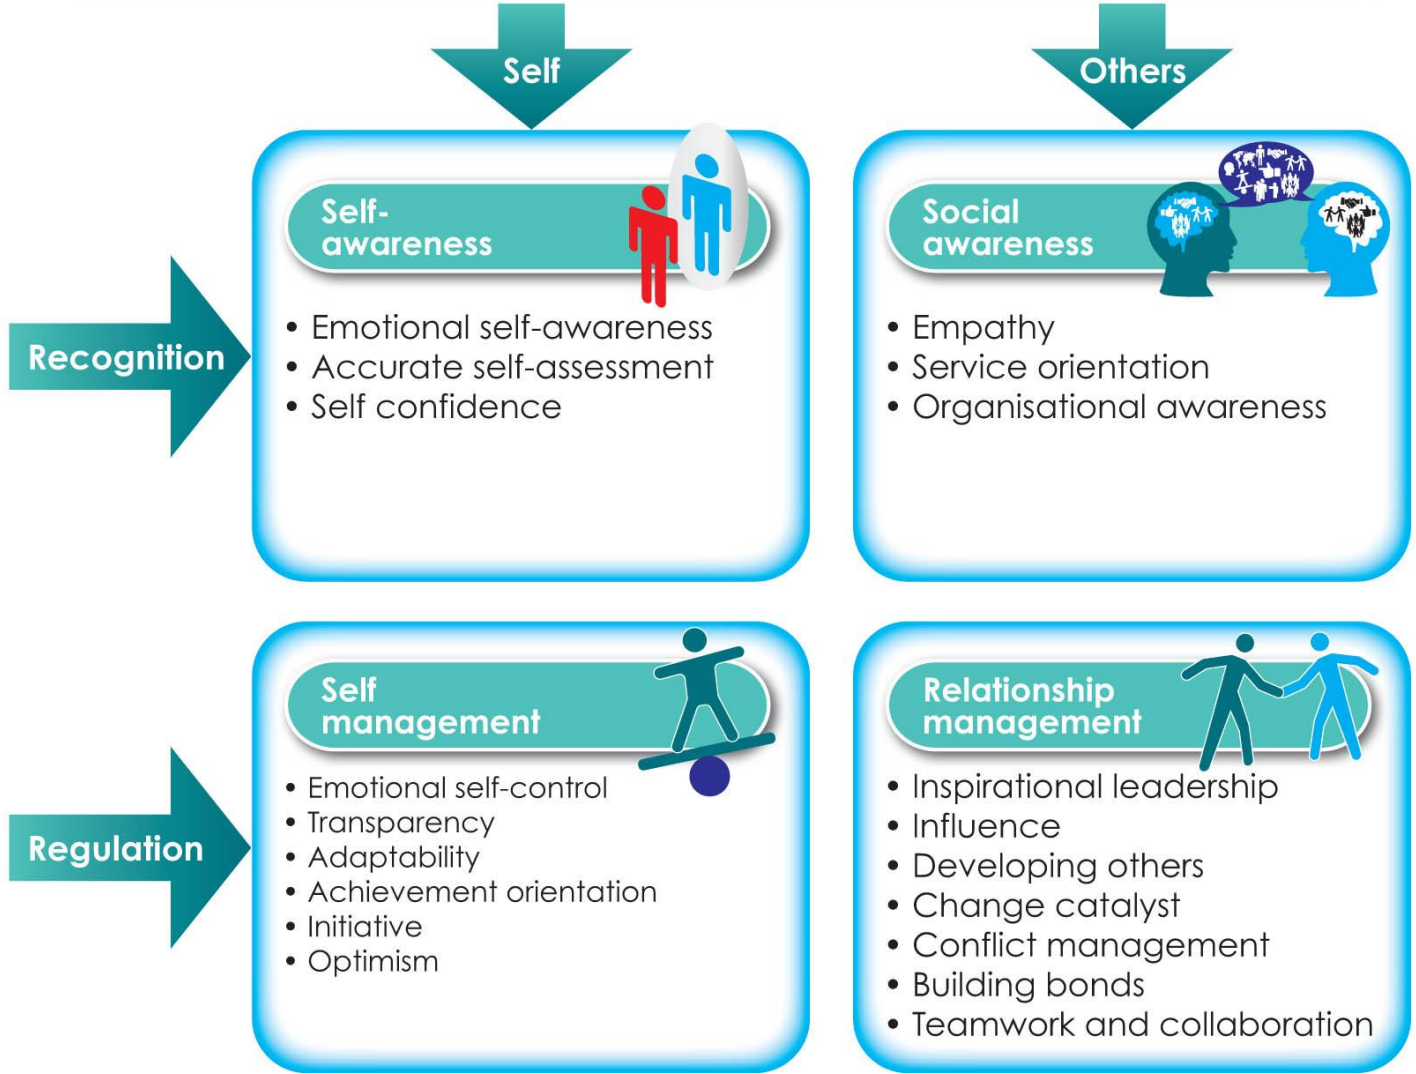 Self
Others
Recognition
Self-
awareness
• Emotional self-awareness
• Accurate self-assessment
• Self confidence
Social
awareness
• Empathy
• Service orientation
• Organisational awareness
Regulation
Self
management
• Emotional self-control
• Transparency
• Adaptability
• Achievement orientation
• Initiative
• Optimism
Relationship
management
• Inspirational leadership
• Influence
• Developing others
• Change catalyst
• Conflict management
• Building bonds
• Teamwork and collaboration